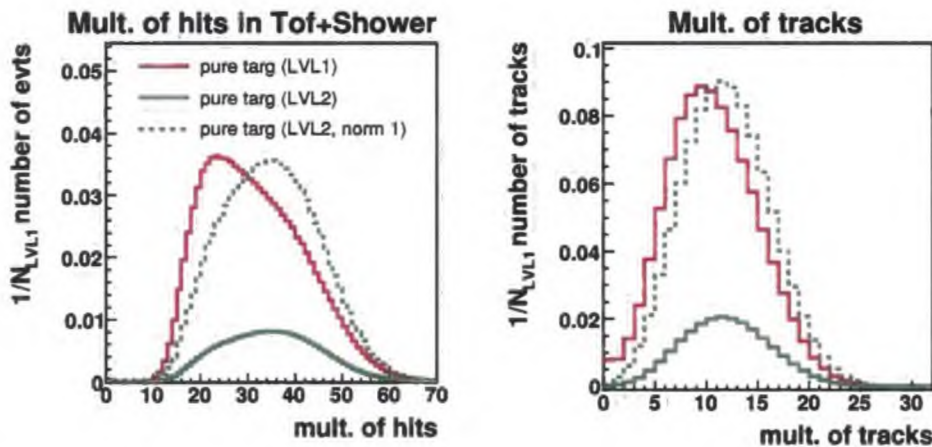 Mult. of hits in Tof+Shower
1/N_LVL1 number of evts
0.05
0.04
0.03
0.02
0.01
0
pure targ (LVL1)
pure targ (LVL2)
pure targ (LVL2, norm 1)
0 10 20 30 40 50 60 70
mult. of hits
Mult. of tracks
1/N_LVL1 number of tracks
0.1
0.08
0.06
0.04
0.02
0
0 5 10 15 20 25 30
mult. of tracks